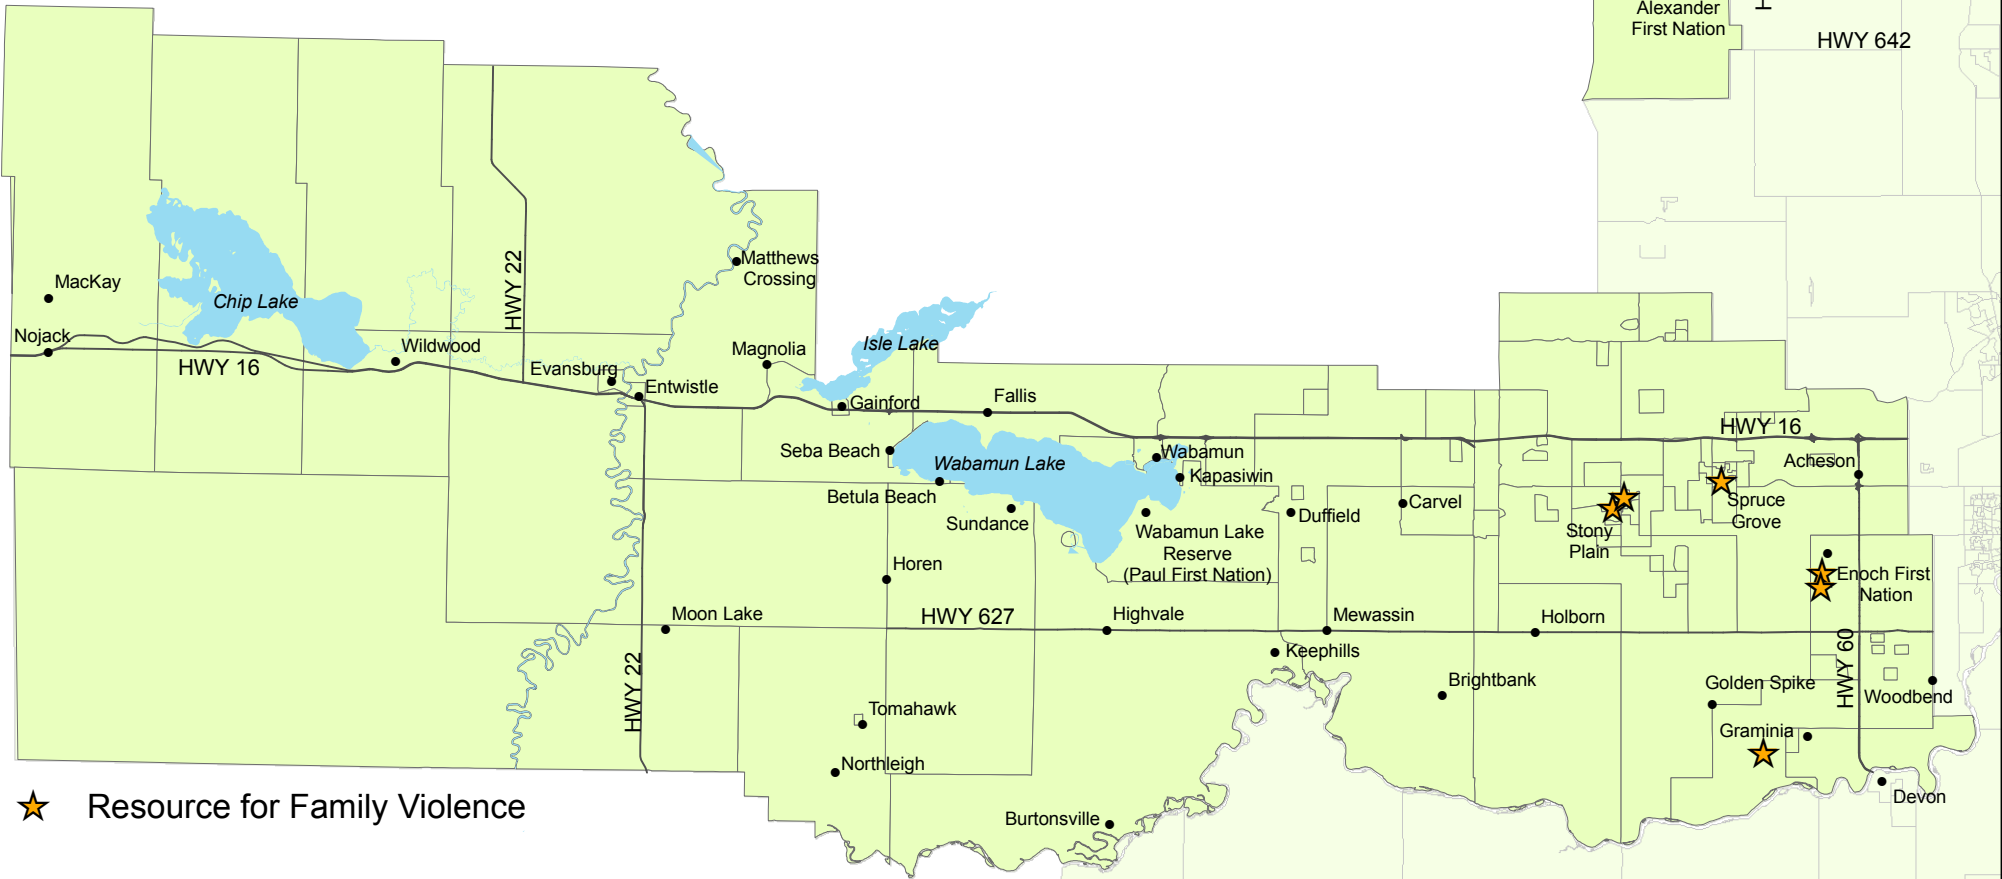 Alexander
First Nation
H
HWY 642
HWY 22
Matthews
Crossing
MacKay
Chip Lake
Nojack
HWY 16
Wildwood
Evansburg
Entwistle
Magnolia
Isle Lake
Gainford
Fallis
Seba Beach
Wabamun Lake
Betula Beach
Sundance
Wabamun
Kapasiwin
Wabamun Lake
Reserve
(Paul First Nation)
Duffield
Carvel
HWY 16
Acheson
Spruce
Grove
Stony
Plain
Enoch First
Nation
Horen
Moon Lake
HWY 627
Highvale
Mewassin
Holborn
Keephills
HWY 22
HWY 60
Brightbank
Golden Spike
Woodbend
Tomahawk
Graminia
Northleigh
Devon
Burtonsville
Resource for Family Violence